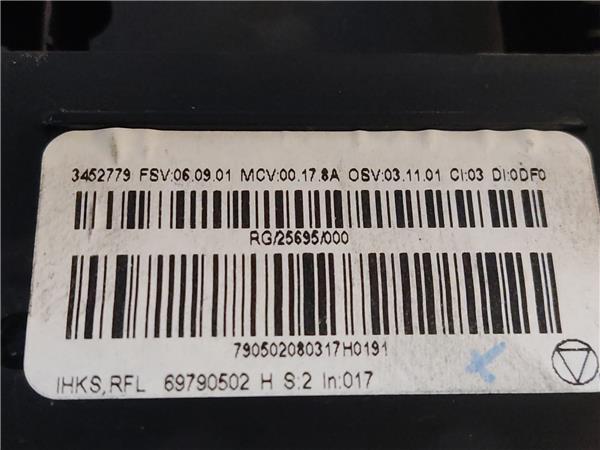 3452779 FSV:06.09.01 MCV:00.17.8A OSV:03.11.01 CI:03 DI:0DF0
RG/25695/000
790502080317H0191
IHKS,RFL 69790502 H S:2 In:017